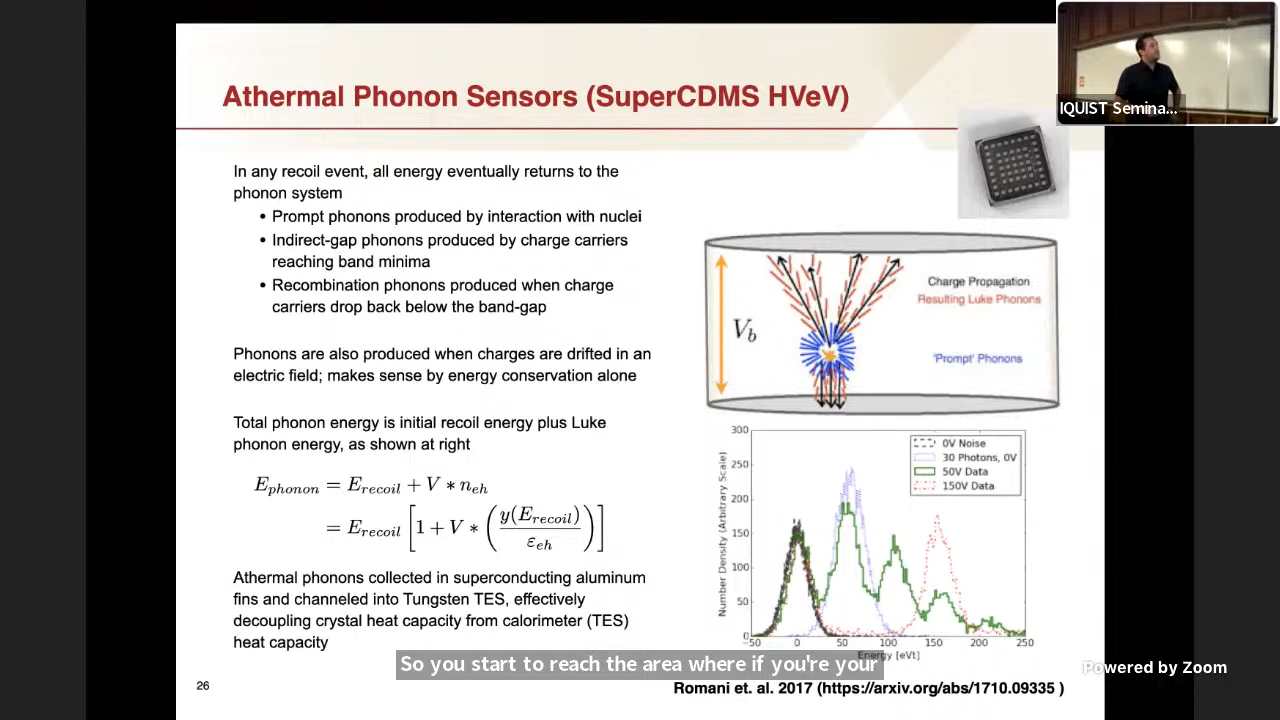 Athermal Phonon Sensors (SuperCDMS HVeV)
IQUIST Semina...
In any recoil event, all energy eventually returns to the
phonon system
• Prompt phonons produced by interaction with nuclei
• Indirect-gap phonons produced by charge carriers
reaching band minima
• Recombination phonons produced when charge
carriers drop back below the band-gap
Phonons are also produced when charges are drifted in an
electric field; makes sense by energy conservation alone
Total phonon energy is initial recoil energy plus Luke
phonon energy, as shown at right
E_phonon = E_recoil + V * n_eh
= E_recoil [1 + V * (y(E_recoil) / ε_eh)]
Athermal phonons collected in superconducting aluminum
fins and channeled into Tungsten TES, effectively
decoupling crystal heat capacity from calorimeter (TES)
heat capacity
V_b
Charge Propagation
Resulting Luke Phonons
'Prompt' Phonons
Number Density (Arbitrary Scale)
300
250
200
150
100
50
0
0V Noise
30 Photons, 0V
50V Data
150V Data
−50 0 50 100 150 200 250
Energy [eVt]
So you start to reach the area where if you're your
Powered by Zoom
26
Romani et. al. 2017 (https://arxiv.org/abs/1710.09335 )